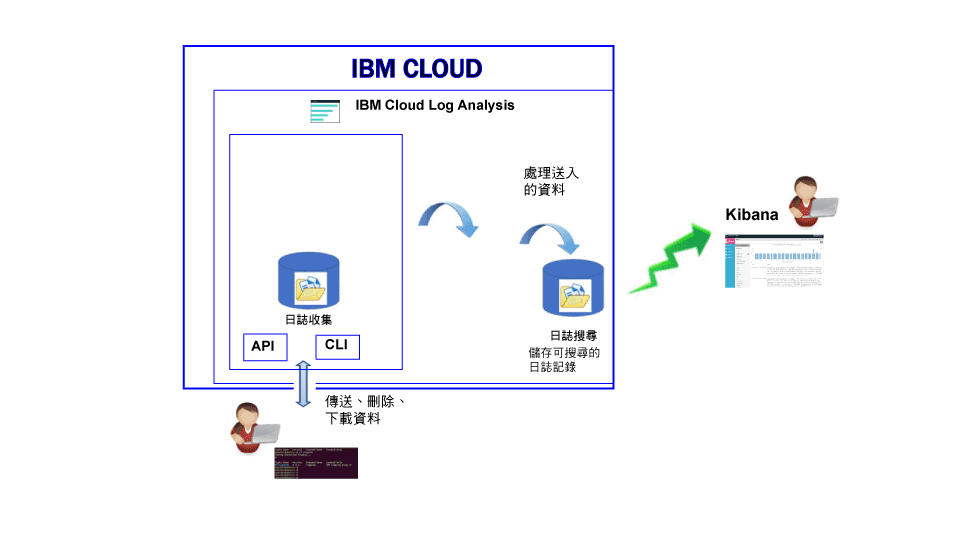 IBM CLOUD
IBM Cloud Log Analysis
處理送入
的資料
Kibana
日誌收集
API
CLI
日誌搜尋
儲存可搜尋的
日誌記錄
傳送、刪除、
下載資料